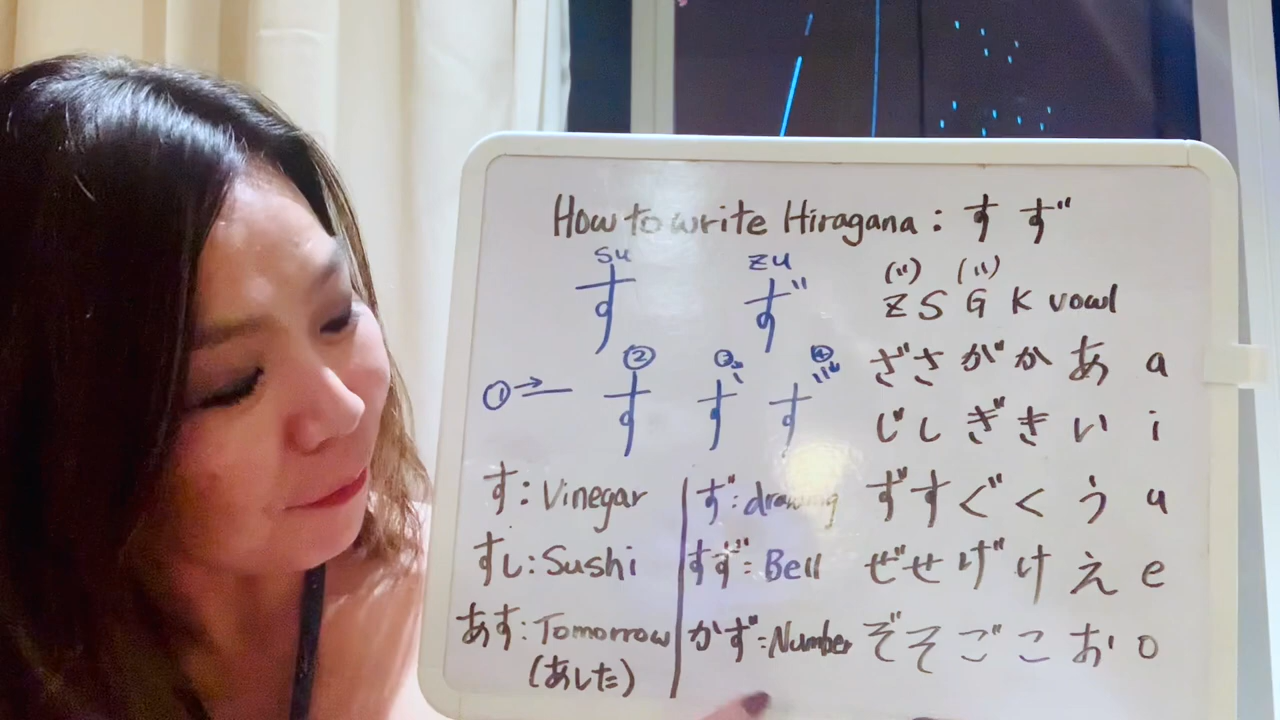 How to write Hiragana : す ず
su zu
す ず
① ② す ③ す ④ す
(") (")
Z S G K vowl
ざ さ が か あ a
じ し ぎ き い i
ず す ぐ く う u
ぜ せ げ け え e
ぞ そ ご こ お o
す : Vinegar
すし : Sushi
あす : Tomorrow
(あした)
ず : drawing
すず : Bell
かず : Number